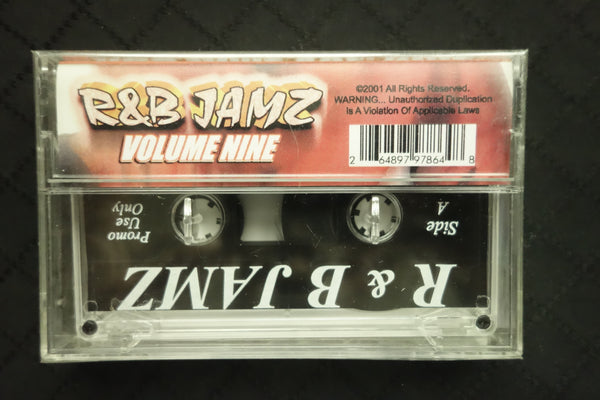 R&B JAMZ
VOLUME NINE
©2001 All Rights Reserved.
WARNING... Unauthorized Duplication
Is A Violation Of Applicable Laws
2 64897 97864 8
R & B JAMZ
Side
A
Promo
Use
Only